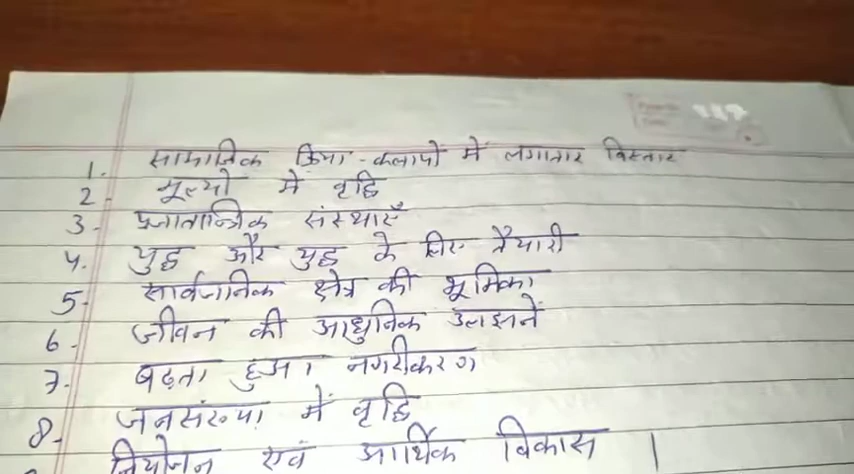 1. सामाजिक क्रिया-कलापों में लगातार विस्तार
2- मूल्यों में वृद्धि
3- प्रजातान्त्रिक संस्थाएँ
4. युद्ध और युद्ध के लिए तैयारी
5- सार्वजनिक क्षेत्र की भूमिका
6- जीवन की आधुनिक उलझनें
7- बढ़ता हुआ नगरीकरण
8- जनसंख्या में वृद्धि
नियोजन एवं आर्थिक विकास ।